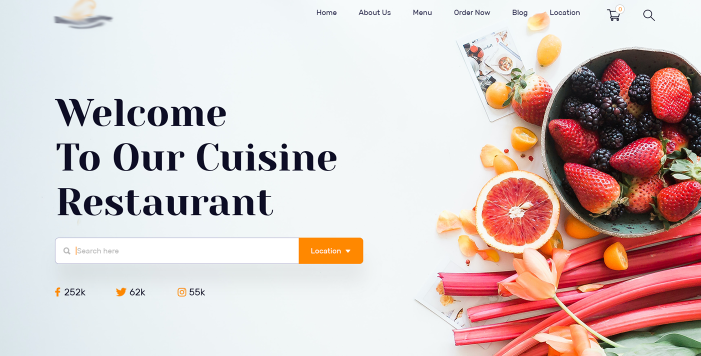 Home About Us Menu Order Now Blog Location 0
Welcome
To Our Cuisine
Restaurant
Search here
Location
252k 62k 55k